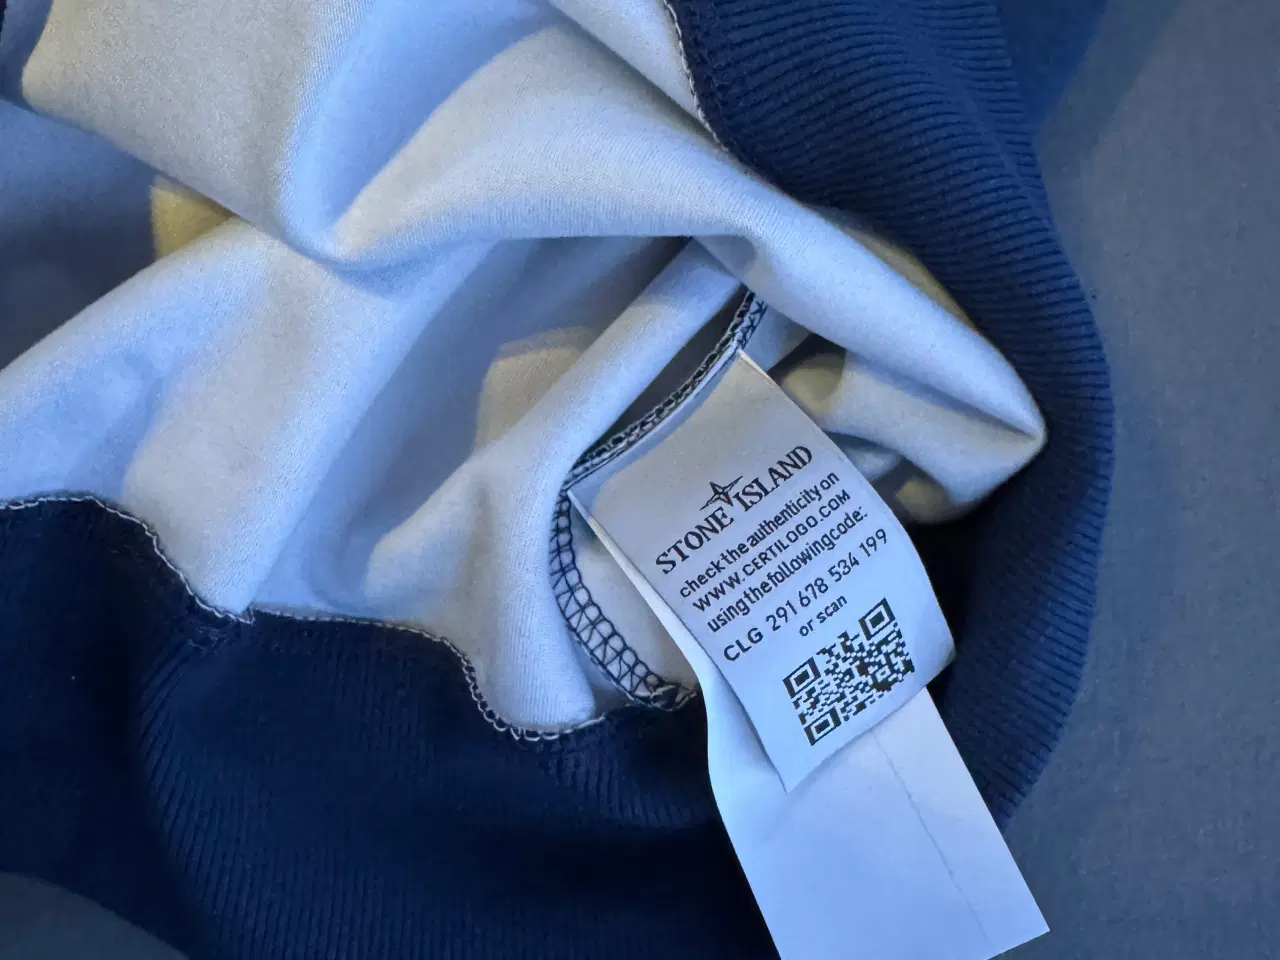 STONE ISLAND
check the authenticity on
WWW.CERTILOGO.COM
using the following code:
CLG 291 678 534 199
or scan